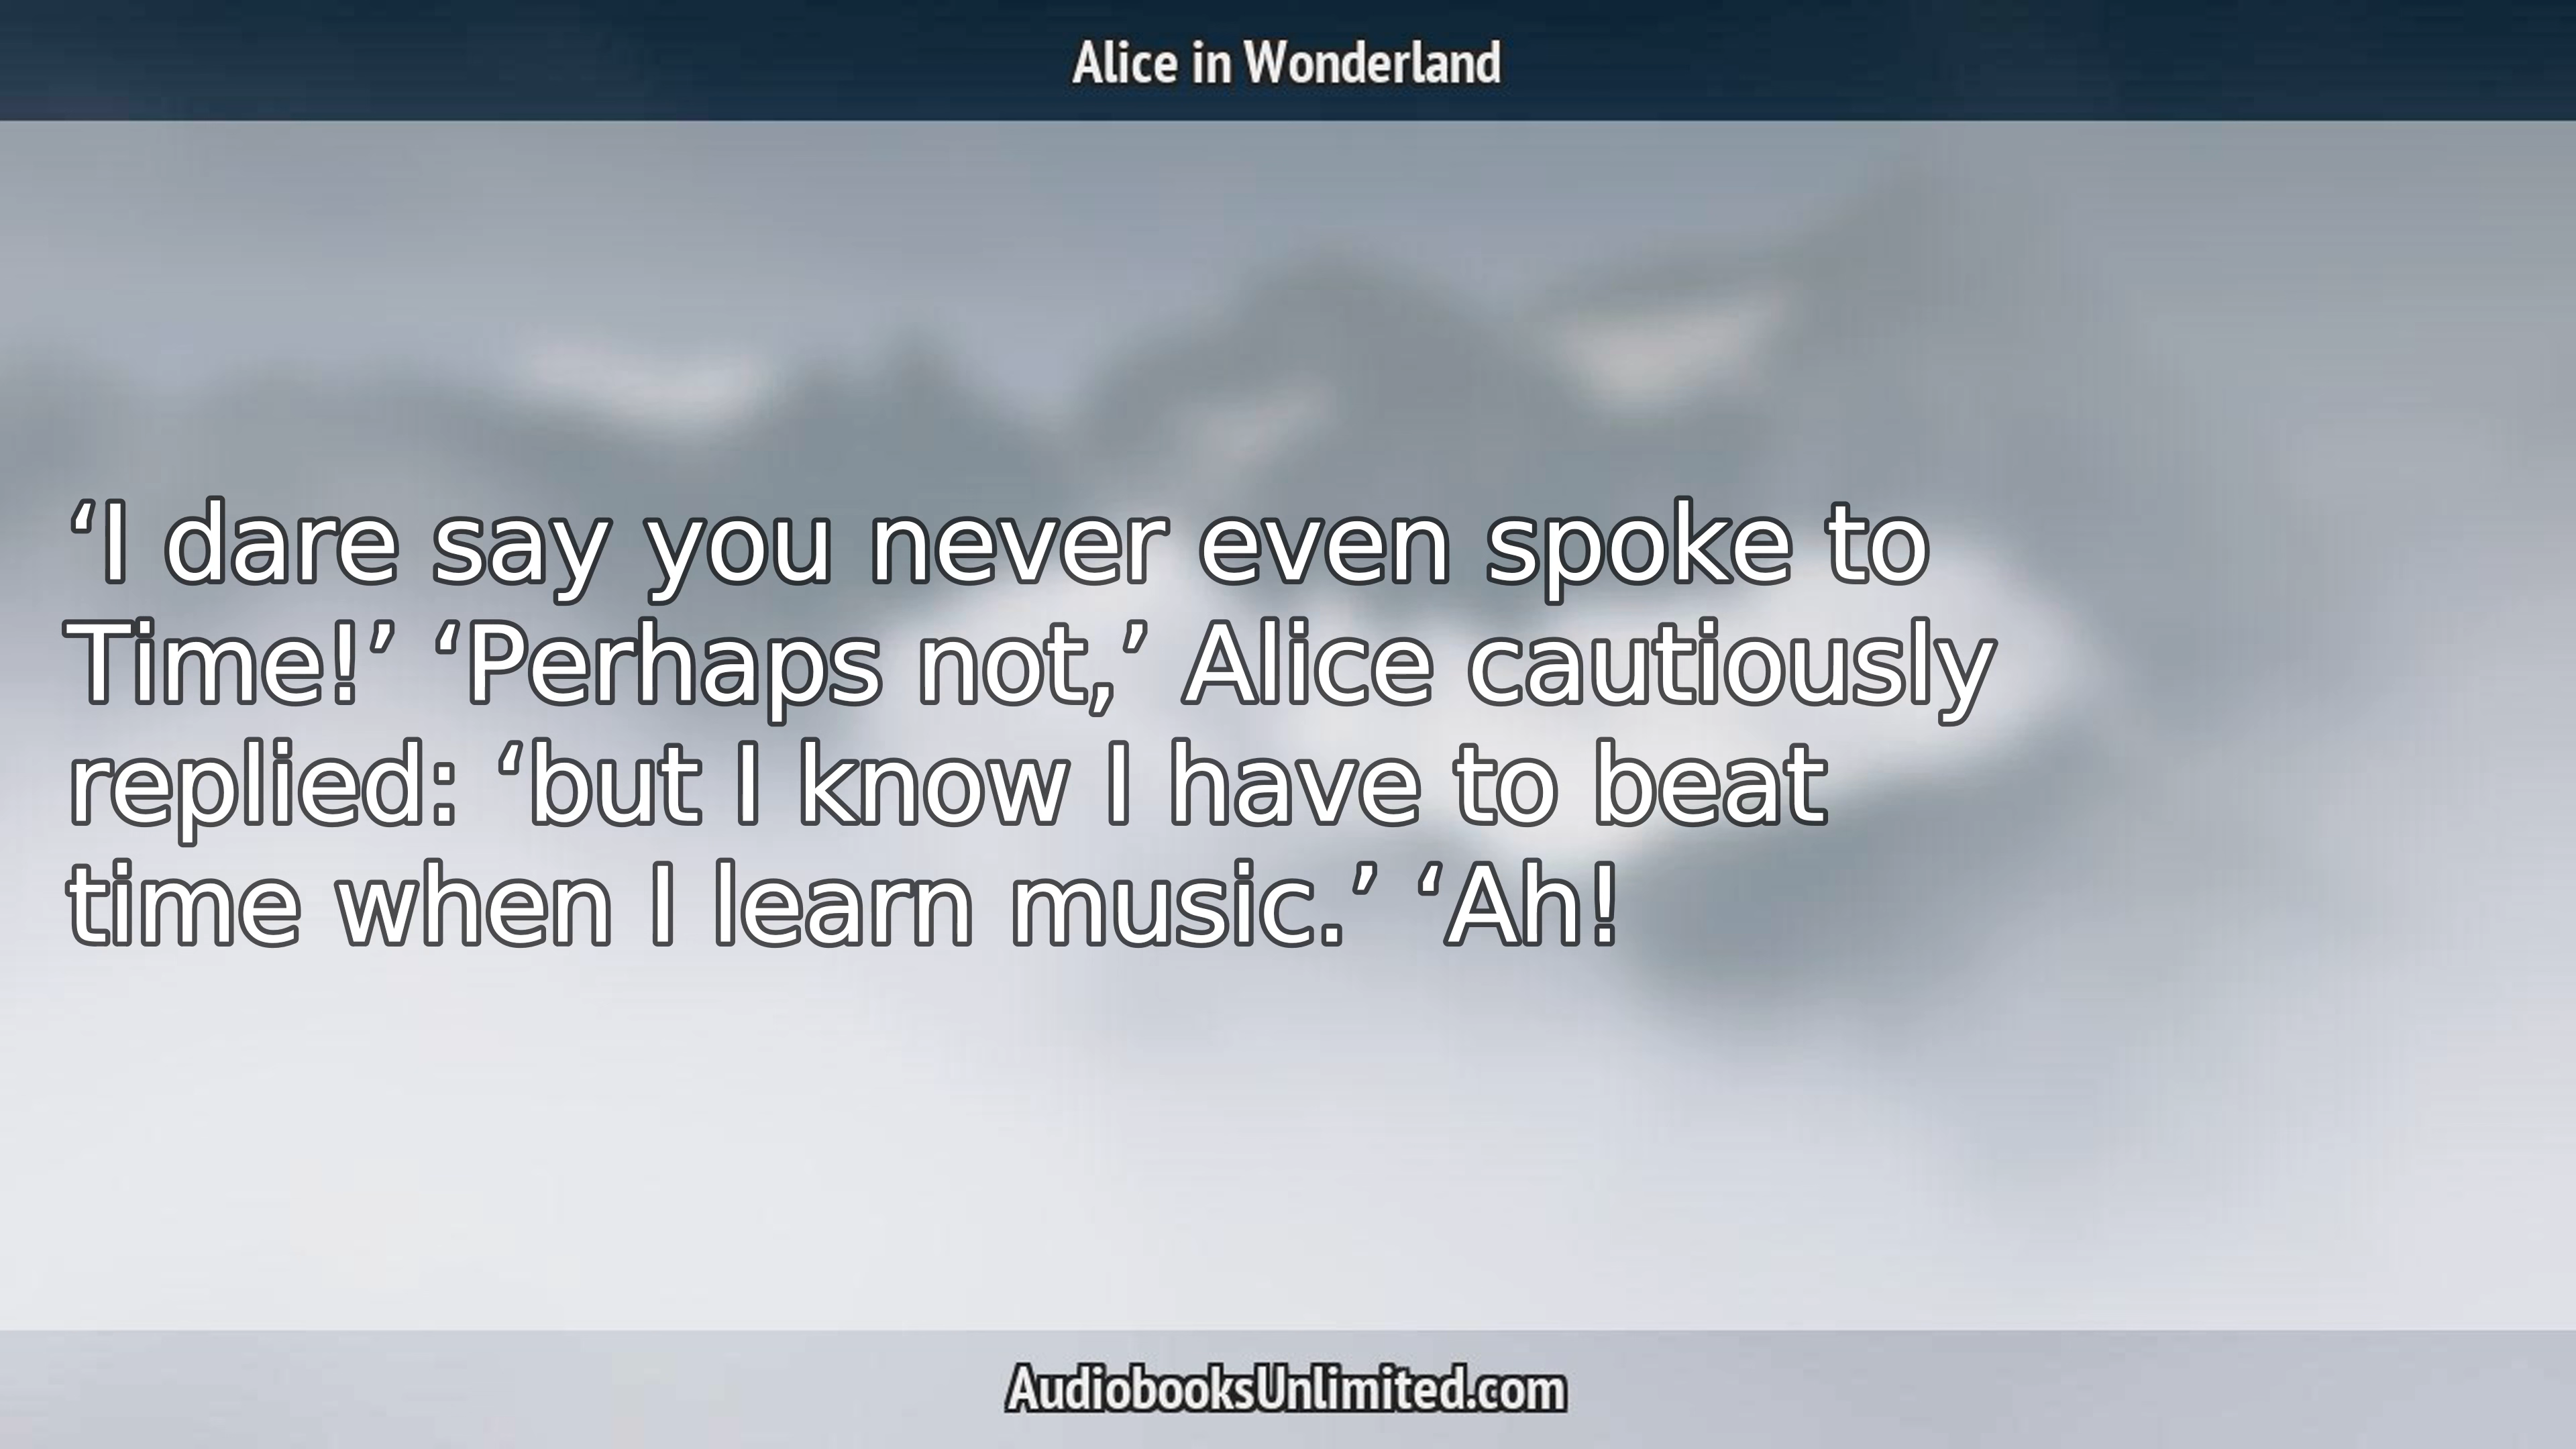 Alice in Wonderland
‘I dare say you never even spoke to
Time!’ ‘Perhaps not,’ Alice cautiously
replied: ‘but I know I have to beat
time when I learn music.’ ‘Ah!
AudiobooksUnlimited.com